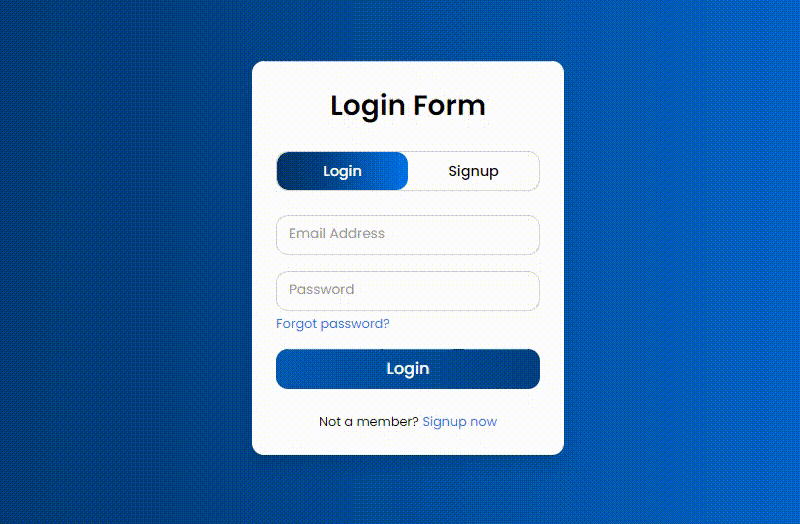 Login Form
Login Signup
Email Address
Password
Forgot password?
Login
Not a member? Signup now